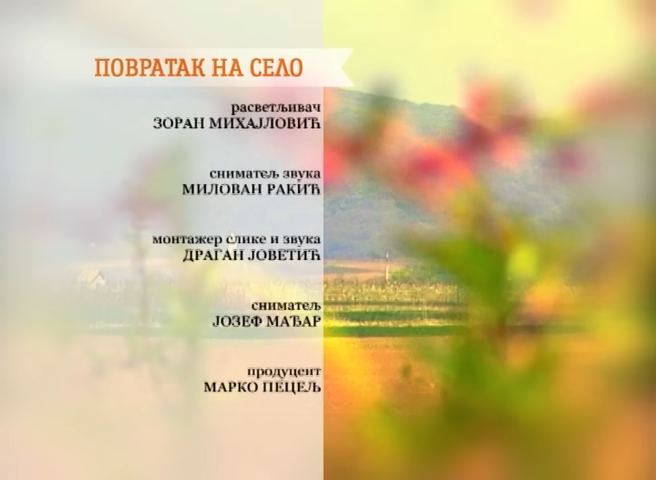 ПОВРАТАК НА СЕЛО
расветљивач
ЗОРАН МИХАЈЛОВИЋ
сниматељ звука
МИЛОВАН РАКИЋ
монтажер слике и звука
ДРАГАН ЈОВЕТИЋ
сниматељ
ЈОЗЕФ МАЂАР
продуцент
МАРКО ПЕЦЕЉ